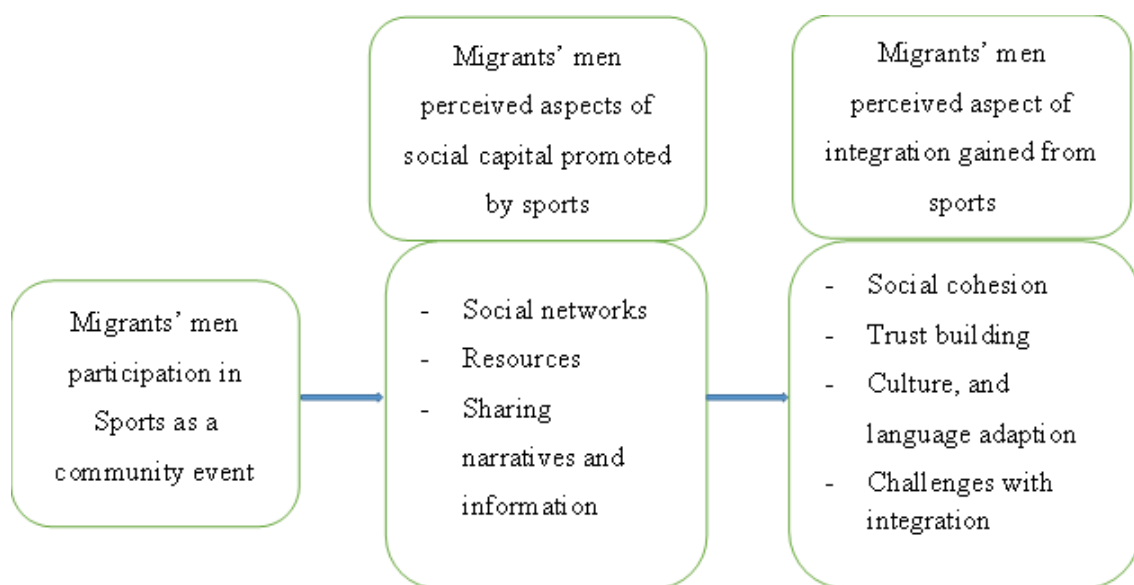 Migrants’ men
perceived aspects of
social capital promoted
by sports
Migrants’ men
perceived aspect of
integration gained from
sports
Migrants’ men
participation in
Sports as a
community event
- Social networks
- Resources
- Sharing
narratives and
information
- Social cohesion
- Trust building
- Culture, and
language adaption
- Challenges with
integration